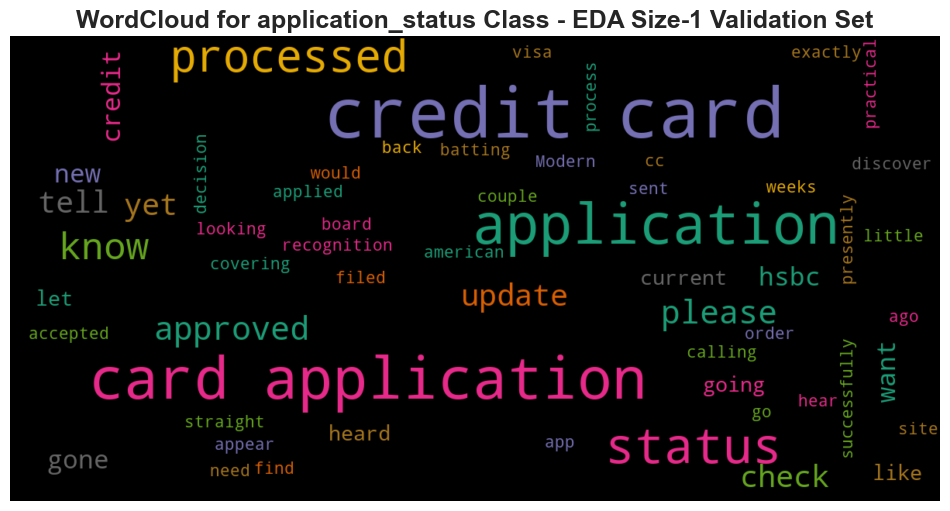 WordCloud for application_status Class - EDA Size-1 Validation Set
processed
visa
exactly
credit
process
practical
credit card
back
batting
Modern
cc
discover
decision
new
would
applied
couple
sent
weeks
tell
yet
looking
board
application
presently
little
know
recognition
american
covering
filed
current
hsbc
let
update
please
ago
accepted
approved
order
calling
want
card application
going
hear
successfully
go
straight
heard
status
site
appear
app
gone
need
find
check
like